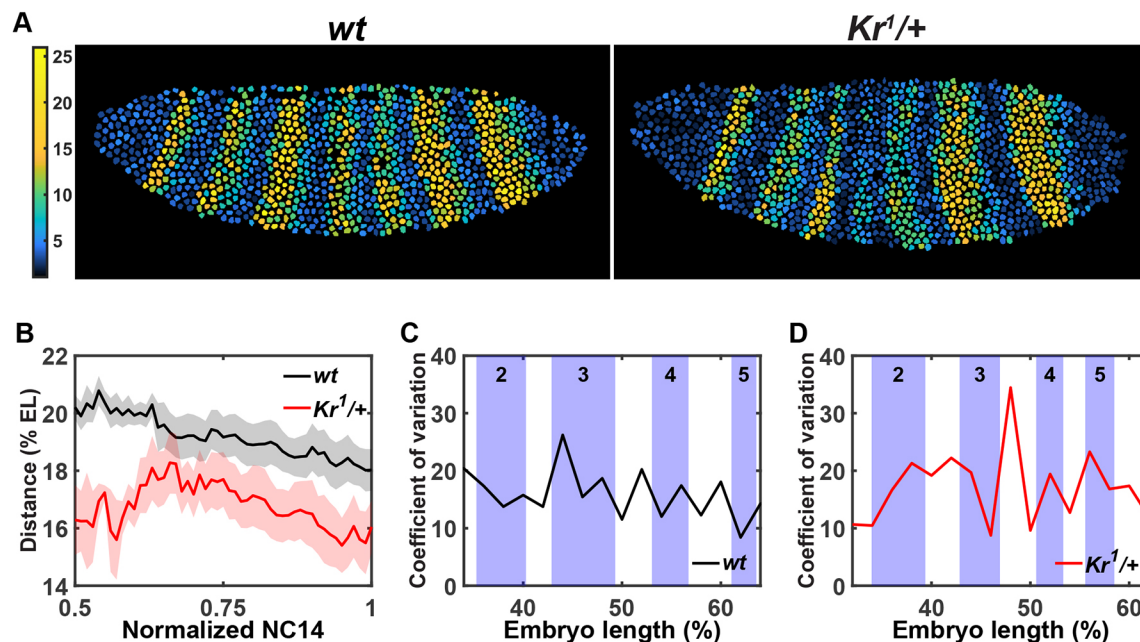 A
wt
Kr¹/+
25
20
15
10
5
B
Distance (% EL)
22
20
18
16
14
wt
Kr¹/+
0.5
0.75
1
Normalized NC14
C
Coefficient of variation
40
30
20
10
0
2
3
4
5
wt
40
50
60
Embryo length (%)
D
Coefficient of variation
40
30
20
10
0
2
3
4
5
Kr¹/+
40
50
60
Embryo length (%)